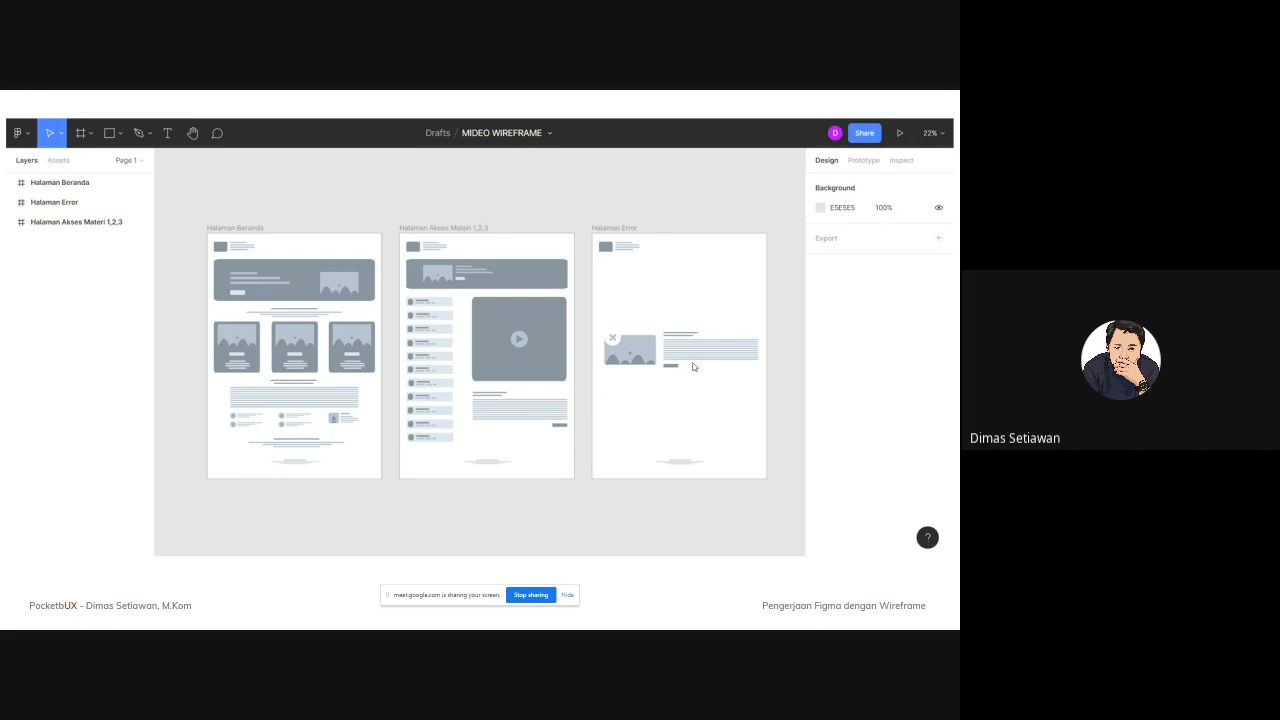 Drafts / MIDEO WIREFRAME
D
Share
22%
Layers
Assets
Page 1
Halaman Beranda
Halaman Error
Halaman Akses Materi 1,2,3
Halaman Beranda
Halaman Akses Materi 1,2,3
Halaman Error
Design
Prototype
Inspect
Background
E5E5E5
100%
Export
?
Dimas Setiawan
meet.google.com is sharing your screen.
Stop sharing
Hide
PocketbUX - Dimas Setiawan, M.Kom
Pengerjaan Figma dengan Wireframe